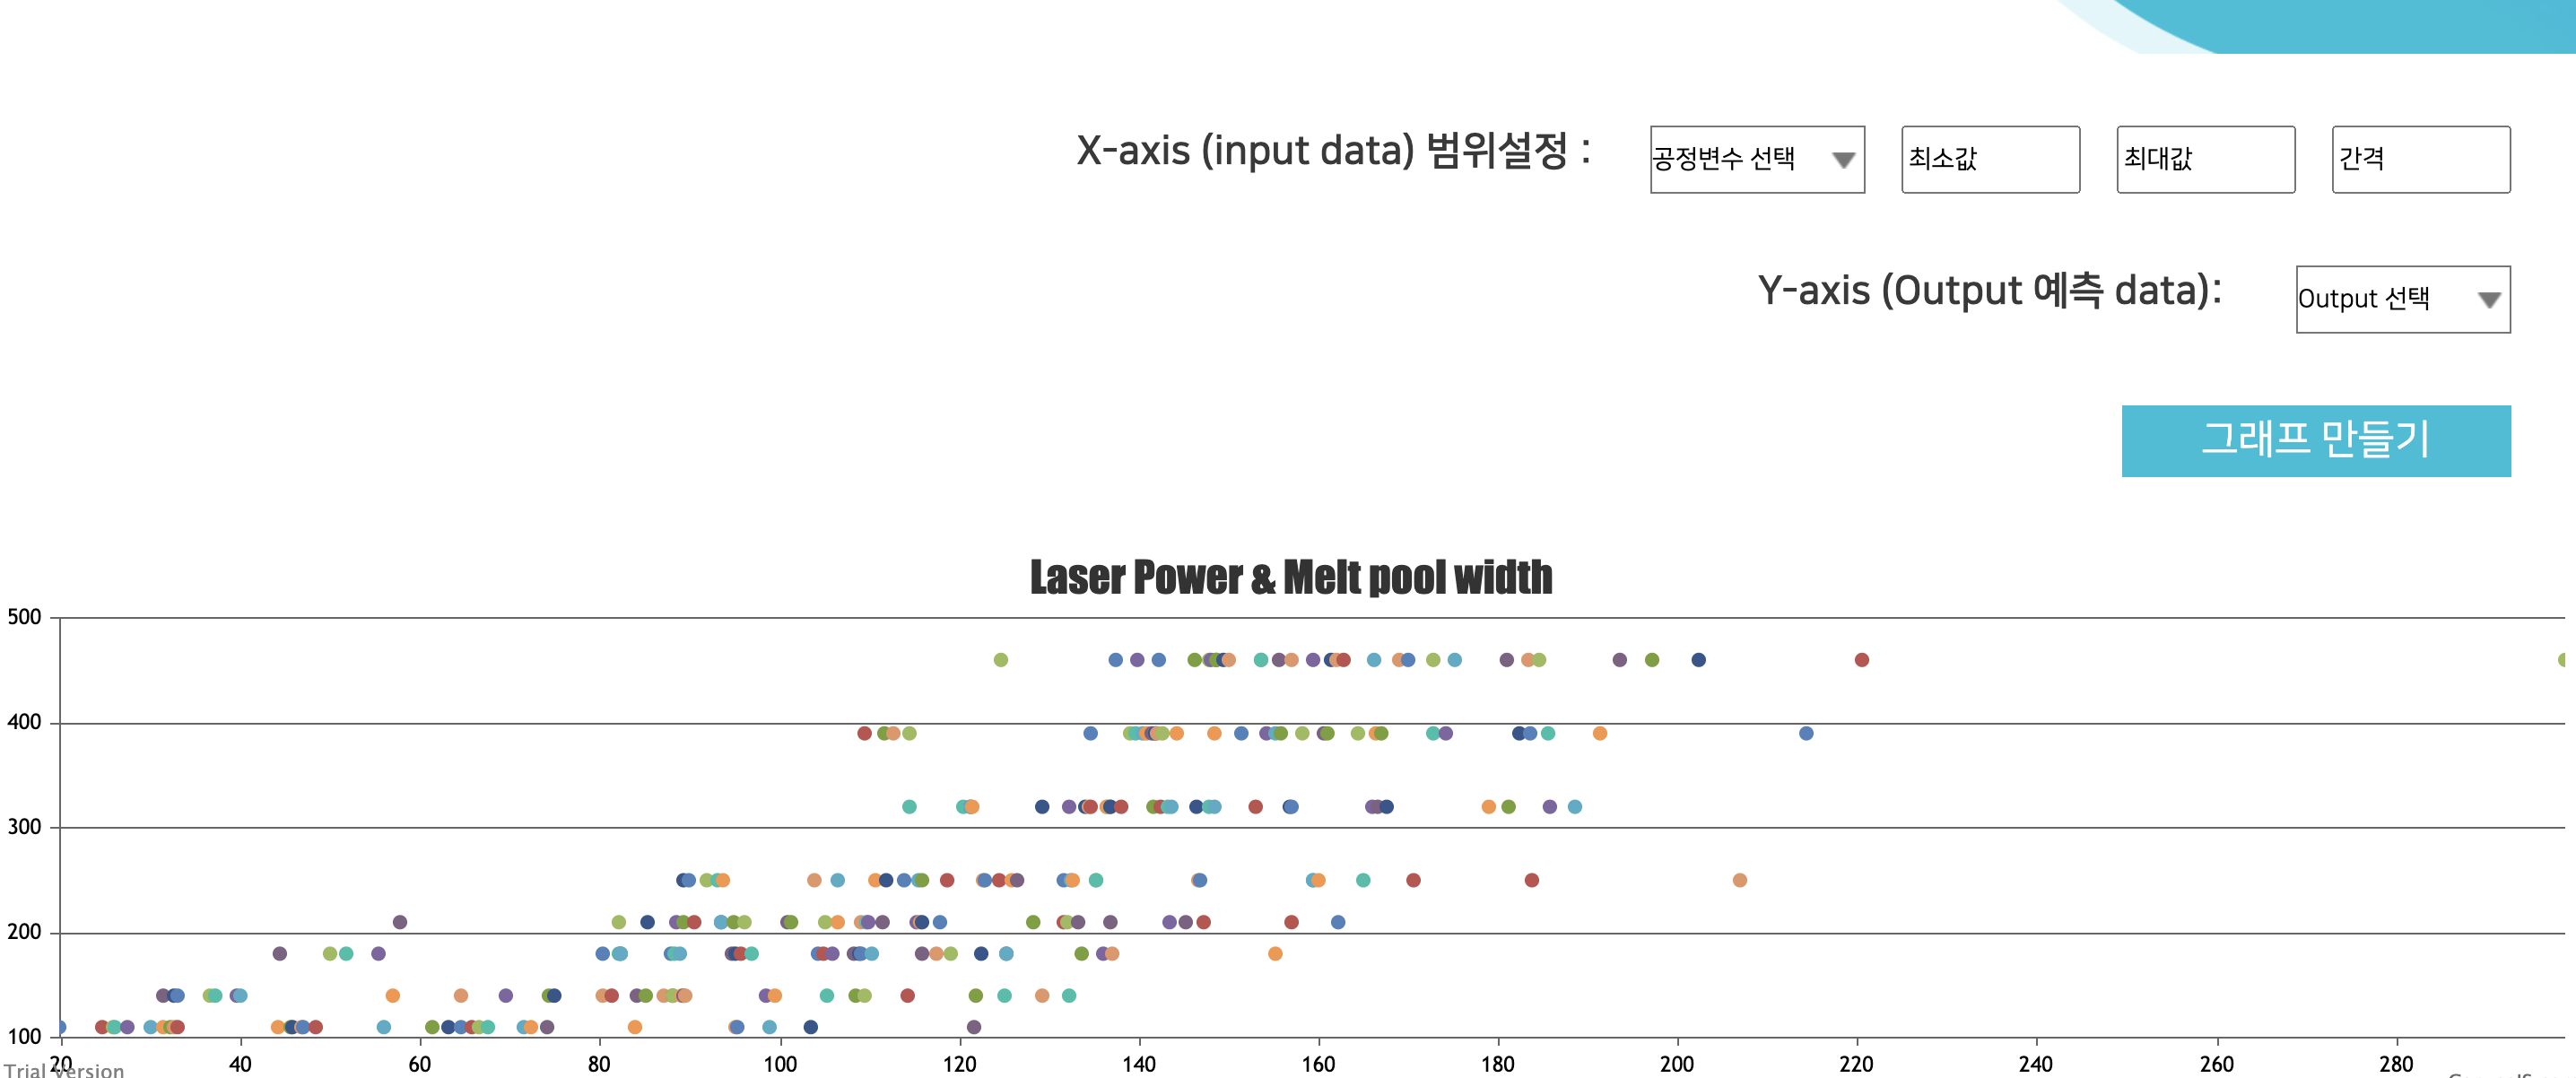 X-axis (input data) 범위설정 : 공정변수 선택 최소값 최대값 간격
Y-axis (Output 예측 data): Output 선택
그래프 만들기
Laser Power & Melt pool width
500
400
300
200
100
20 40 60 80 100 120 140 160 180 200 220 240 260 280
Trial Version